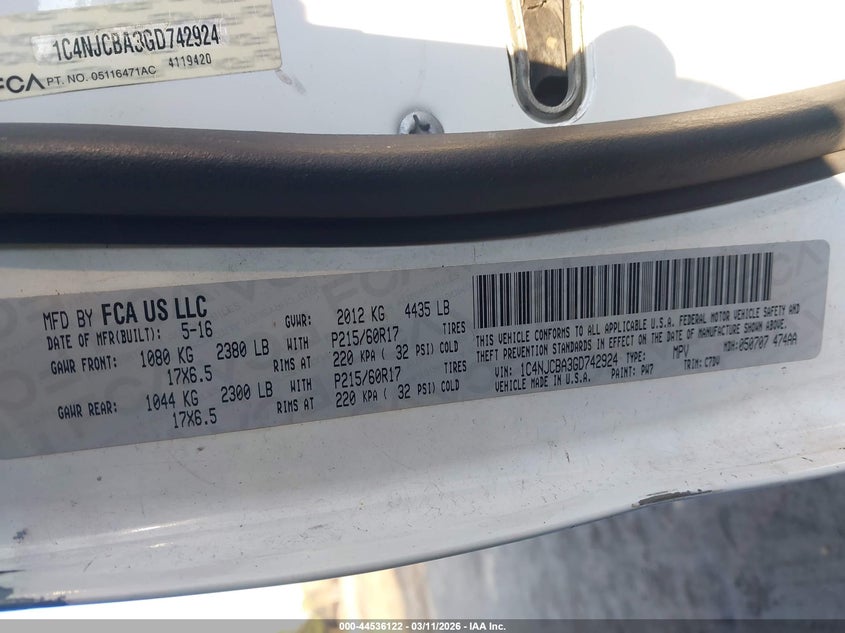 1C4NJCBA3GD742924
4119420
FCA PT. NO. 05116471AC
MFD BY FCA US LLC
DATE OF MFR(BUILT): 5-16
GVWR: 2012 KG 4435 LB
GAWR FRONT: 1080 KG 2380 LB WITH P215/60R17 TIRES
17X6.5 RIMS AT 220 KPA ( 32 PSI) COLD
GAWR REAR: 1044 KG 2300 LB WITH P215/60R17 TIRES
17X6.5 RIMS AT 220 KPA ( 32 PSI) COLD
THIS VEHICLE CONFORMS TO ALL APPLICABLE U.S.A. FEDERAL MOTOR VEHICLE SAFETY AND
THEFT PREVENTION STANDARDS IN EFFECT ON THE DATE OF MANUFACTURE SHOWN ABOVE.
VIN: 1C4NJCBA3GD742924 TYPE: MPV MDH: 050707 474AA
VEHICLE MADE IN U.S.A. PAINT: PW7 TRIM: C7DV
000-44536122 - 03/11/2026 - IAA Inc.